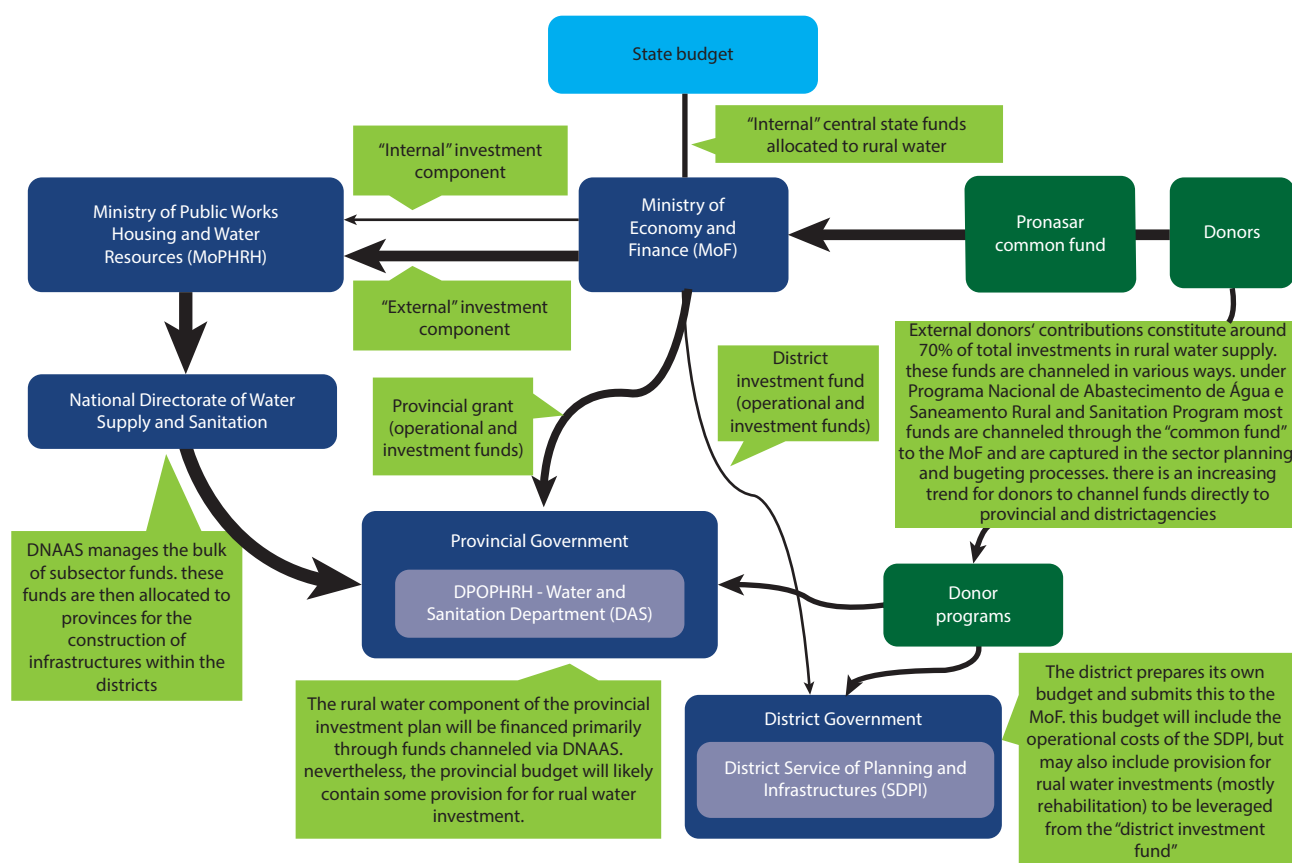 State budget
“Internal” central state funds
allocated to rural water
“Internal” investment
component
Ministry of Public Works
Housing and Water
Resources (MoPHRH)
Ministry of
Economy and
Finance (MoF)
Pronasar
common fund
Donors
“External” investment
component
External donors‘ contributions constitute around
70% of total investments in rural water supply.
these funds are channeled in various ways. under
Programa Nacional de Abastecimento de Água e
Saneamento Rural and Sanitation Program most
funds are channeled through the “common fund”
to the MoF and are captured in the sector planning
and bugeting processes. there is an increasing
trend for donors to channel funds directly to
provincial and districtagencies
District
investment fund
(operational and
investment funds)
National Directorate of Water
Supply and Sanitation
Provincial grant
(operational and
investment funds)
DNAAS manages the bulk
of subsector funds. these
funds are then allocated to
provinces for the
construction of
infrastructures within the
districts
Provincial Government
DPOPHRH - Water and
Sanitation Department (DAS)
Donor
programs
The rural water component of the provincial
investment plan will be financed primarily
through funds channeled via DNAAS.
nevertheless, the provincial budget will likely
contain some provision for for rual water
investment.
District Government
District Service of Planning and
Infrastructures (SDPI)
The district prepares its own
budget and submits this to the
MoF. this budget will include the
operational costs of the SDPI, but
may also include provision for
rual water investments (mostly
rehabilitation) to be leveraged
from the “district investment
fund”